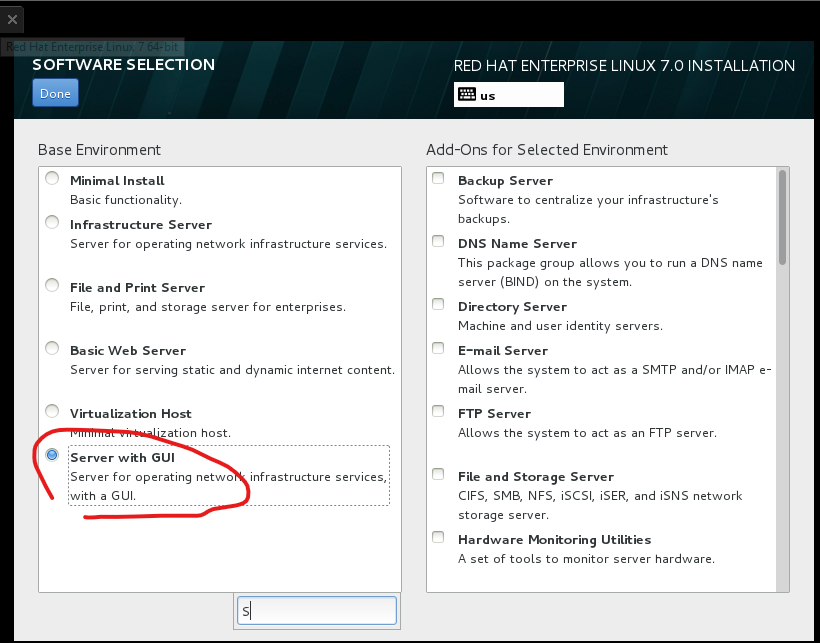 Red Hat Enterprise Linux 7 64-bit
SOFTWARE SELECTION
Done
RED HAT ENTERPRISE LINUX 7.0 INSTALLATION
us
Base Environment
Minimal Install
Basic functionality.
Infrastructure Server
Server for operating network infrastructure services.
File and Print Server
File, print, and storage server for enterprises.
Basic Web Server
Server for serving static and dynamic internet content.
Virtualization Host
Minimal virtualization host.
Server with GUI
Server for operating network infrastructure services,
with a GUI.
s
Add-Ons for Selected Environment
Backup Server
Software to centralize your infrastructure's
backups.
DNS Name Server
This package group allows you to run a DNS name
server (BIND) on the system.
Directory Server
Machine and user identity servers.
E-mail Server
Allows the system to act as a SMTP and/or IMAP e-
mail server.
FTP Server
Allows the system to act as an FTP server.
File and Storage Server
CIFS, SMB, NFS, iSCSI, iSER, and iSNS network
storage server.
Hardware Monitoring Utilities
A set of tools to monitor server hardware.